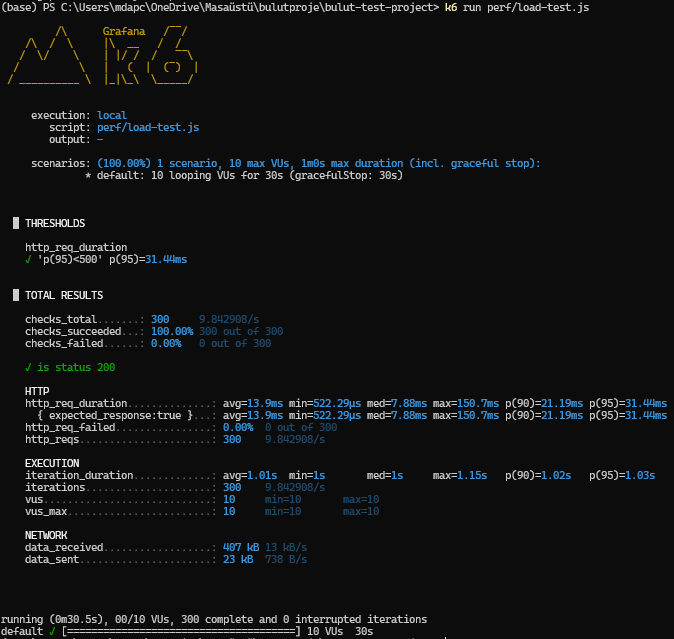 (base) PS C:\Users\mdapc\OneDrive\Masaüstü\bulutproje\bulut-test-project> k6 run perf/load-test.js
         /\      Grafana   /‾‾/
    /\  /  \     |\  __   /  /
   /  \/    \    | |/ /  /   ‾‾\
  /          \   |   (  |  (‾)  |
 / __________ \  |_|\_\  \_____/
     execution: local
        script: perf/load-test.js
        output: -
     scenarios: (100.00%) 1 scenario, 10 max VUs, 1m0s max duration (incl. graceful stop):
              * default: 10 looping VUs for 30s (gracefulStop: 30s)
  █ THRESHOLDS
    http_req_duration
    ✓ 'p(95)<500' p(95)=31.44ms
  █ TOTAL RESULTS
    checks_total.......: 300     9.842908/s
    checks_succeeded...: 100.00% 300 out of 300
    checks_failed......: 0.00%   0 out of 300
    ✓ is status 200
    HTTP
    http_req_duration..............: avg=13.9ms min=522.29µs med=7.88ms max=150.7ms p(90)=21.19ms p(95)=31.44ms
      { expected_response:true }...: avg=13.9ms min=522.29µs med=7.88ms max=150.7ms p(90)=21.19ms p(95)=31.44ms
    http_req_failed................: 0.00%  0 out of 300
    http_reqs......................: 300    9.842908/s
    EXECUTION
    iteration_duration.............: avg=1.01s  min=1s       med=1s     max=1.15s   p(90)=1.02s   p(95)=1.03s
    iterations.....................: 300    9.842908/s
    vus............................: 10     min=10       max=10
    vus_max........................: 10     min=10       max=10
    NETWORK
    data_received..................: 407 kB 13 kB/s
    data_sent......................: 23 kB  738 B/s
running (0m30.5s), 00/10 VUs, 300 complete and 0 interrupted iterations
default ✓ [======================================] 10 VUs  30s